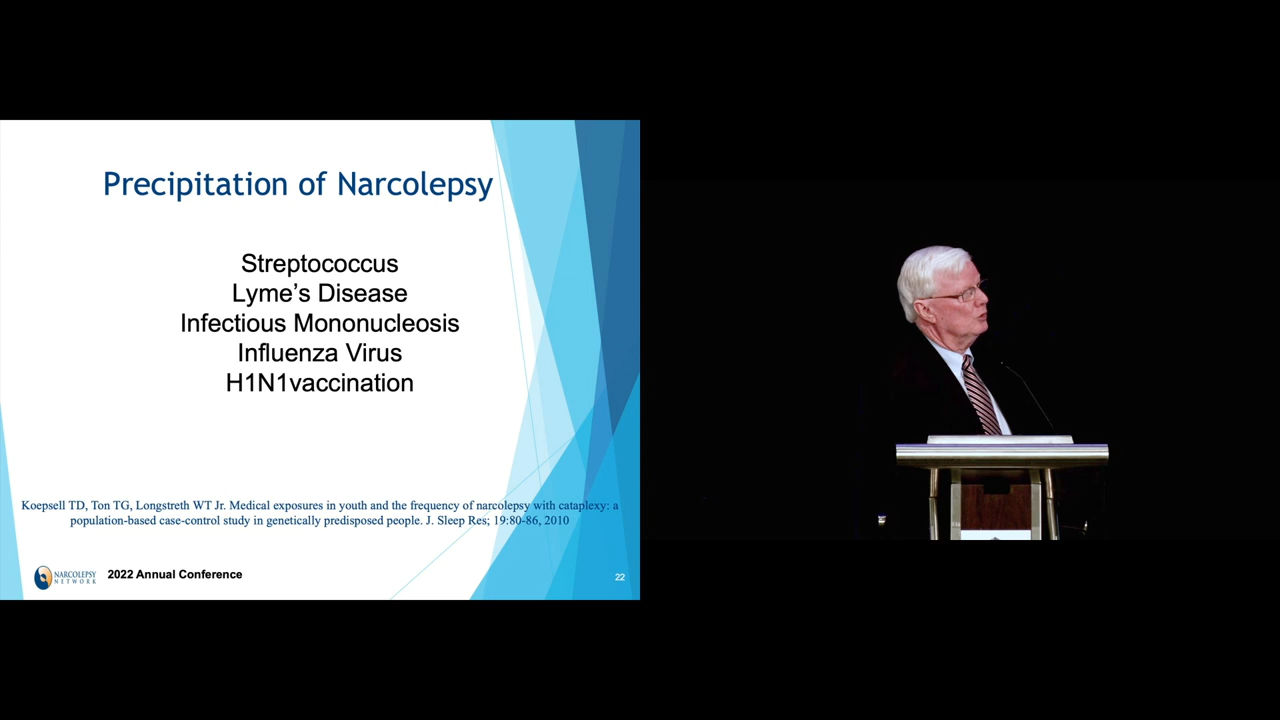 Precipitation of Narcolepsy
Streptococcus
Lyme’s Disease
Infectious Mononucleosis
Influenza Virus
H1N1vaccination
Koepsell TD, Ton TG, Longstreth WT Jr. Medical exposures in youth and the frequency of narcolepsy with cataplexy: a
population-based case-control study in genetically predisposed people. J. Sleep Res; 19:80-86, 2010
NARCOLEPSY
NETWORK
2022 Annual Conference
22